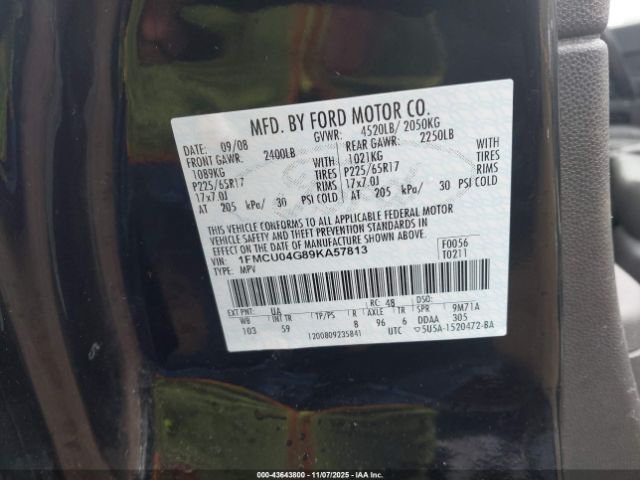 MFD. BY FORD MOTOR CO.
DATE: 09/08 GVWR: 4520LB/ 2050KG
FRONT GAWR: 2400LB REAR GAWR: 2250LB
1089KG WITH 1021KG WITH
P225/65R17 TIRES P225/65R17 TIRES
17x7.0J RIMS 17x7.0J RIMS
AT 205 kPa/ 30 PSI COLD AT 205 kPa/ 30 PSI COLD
THIS VEHICLE CONFORMS TO ALL APPLICABLE FEDERAL MOTOR
VEHICLE SAFETY AND THEFT PREVENTION STANDARDS IN EFFECT
ON THE DATE OF MANUFACTURE SHOWN ABOVE.
VIN: 1FMCU04G89KA57813 F0056
TYPE: MPV T0211
EXT PNT: UA RC: 48 DSO:
WB INT TR TP/PS R AXLE TR SPR 9M71A
103 59 B 96 6 DDAA 305
1200809235841 UTC 5U5A-1520472-BA
000-43643800 - 11/07/2025 - IAAI.CA